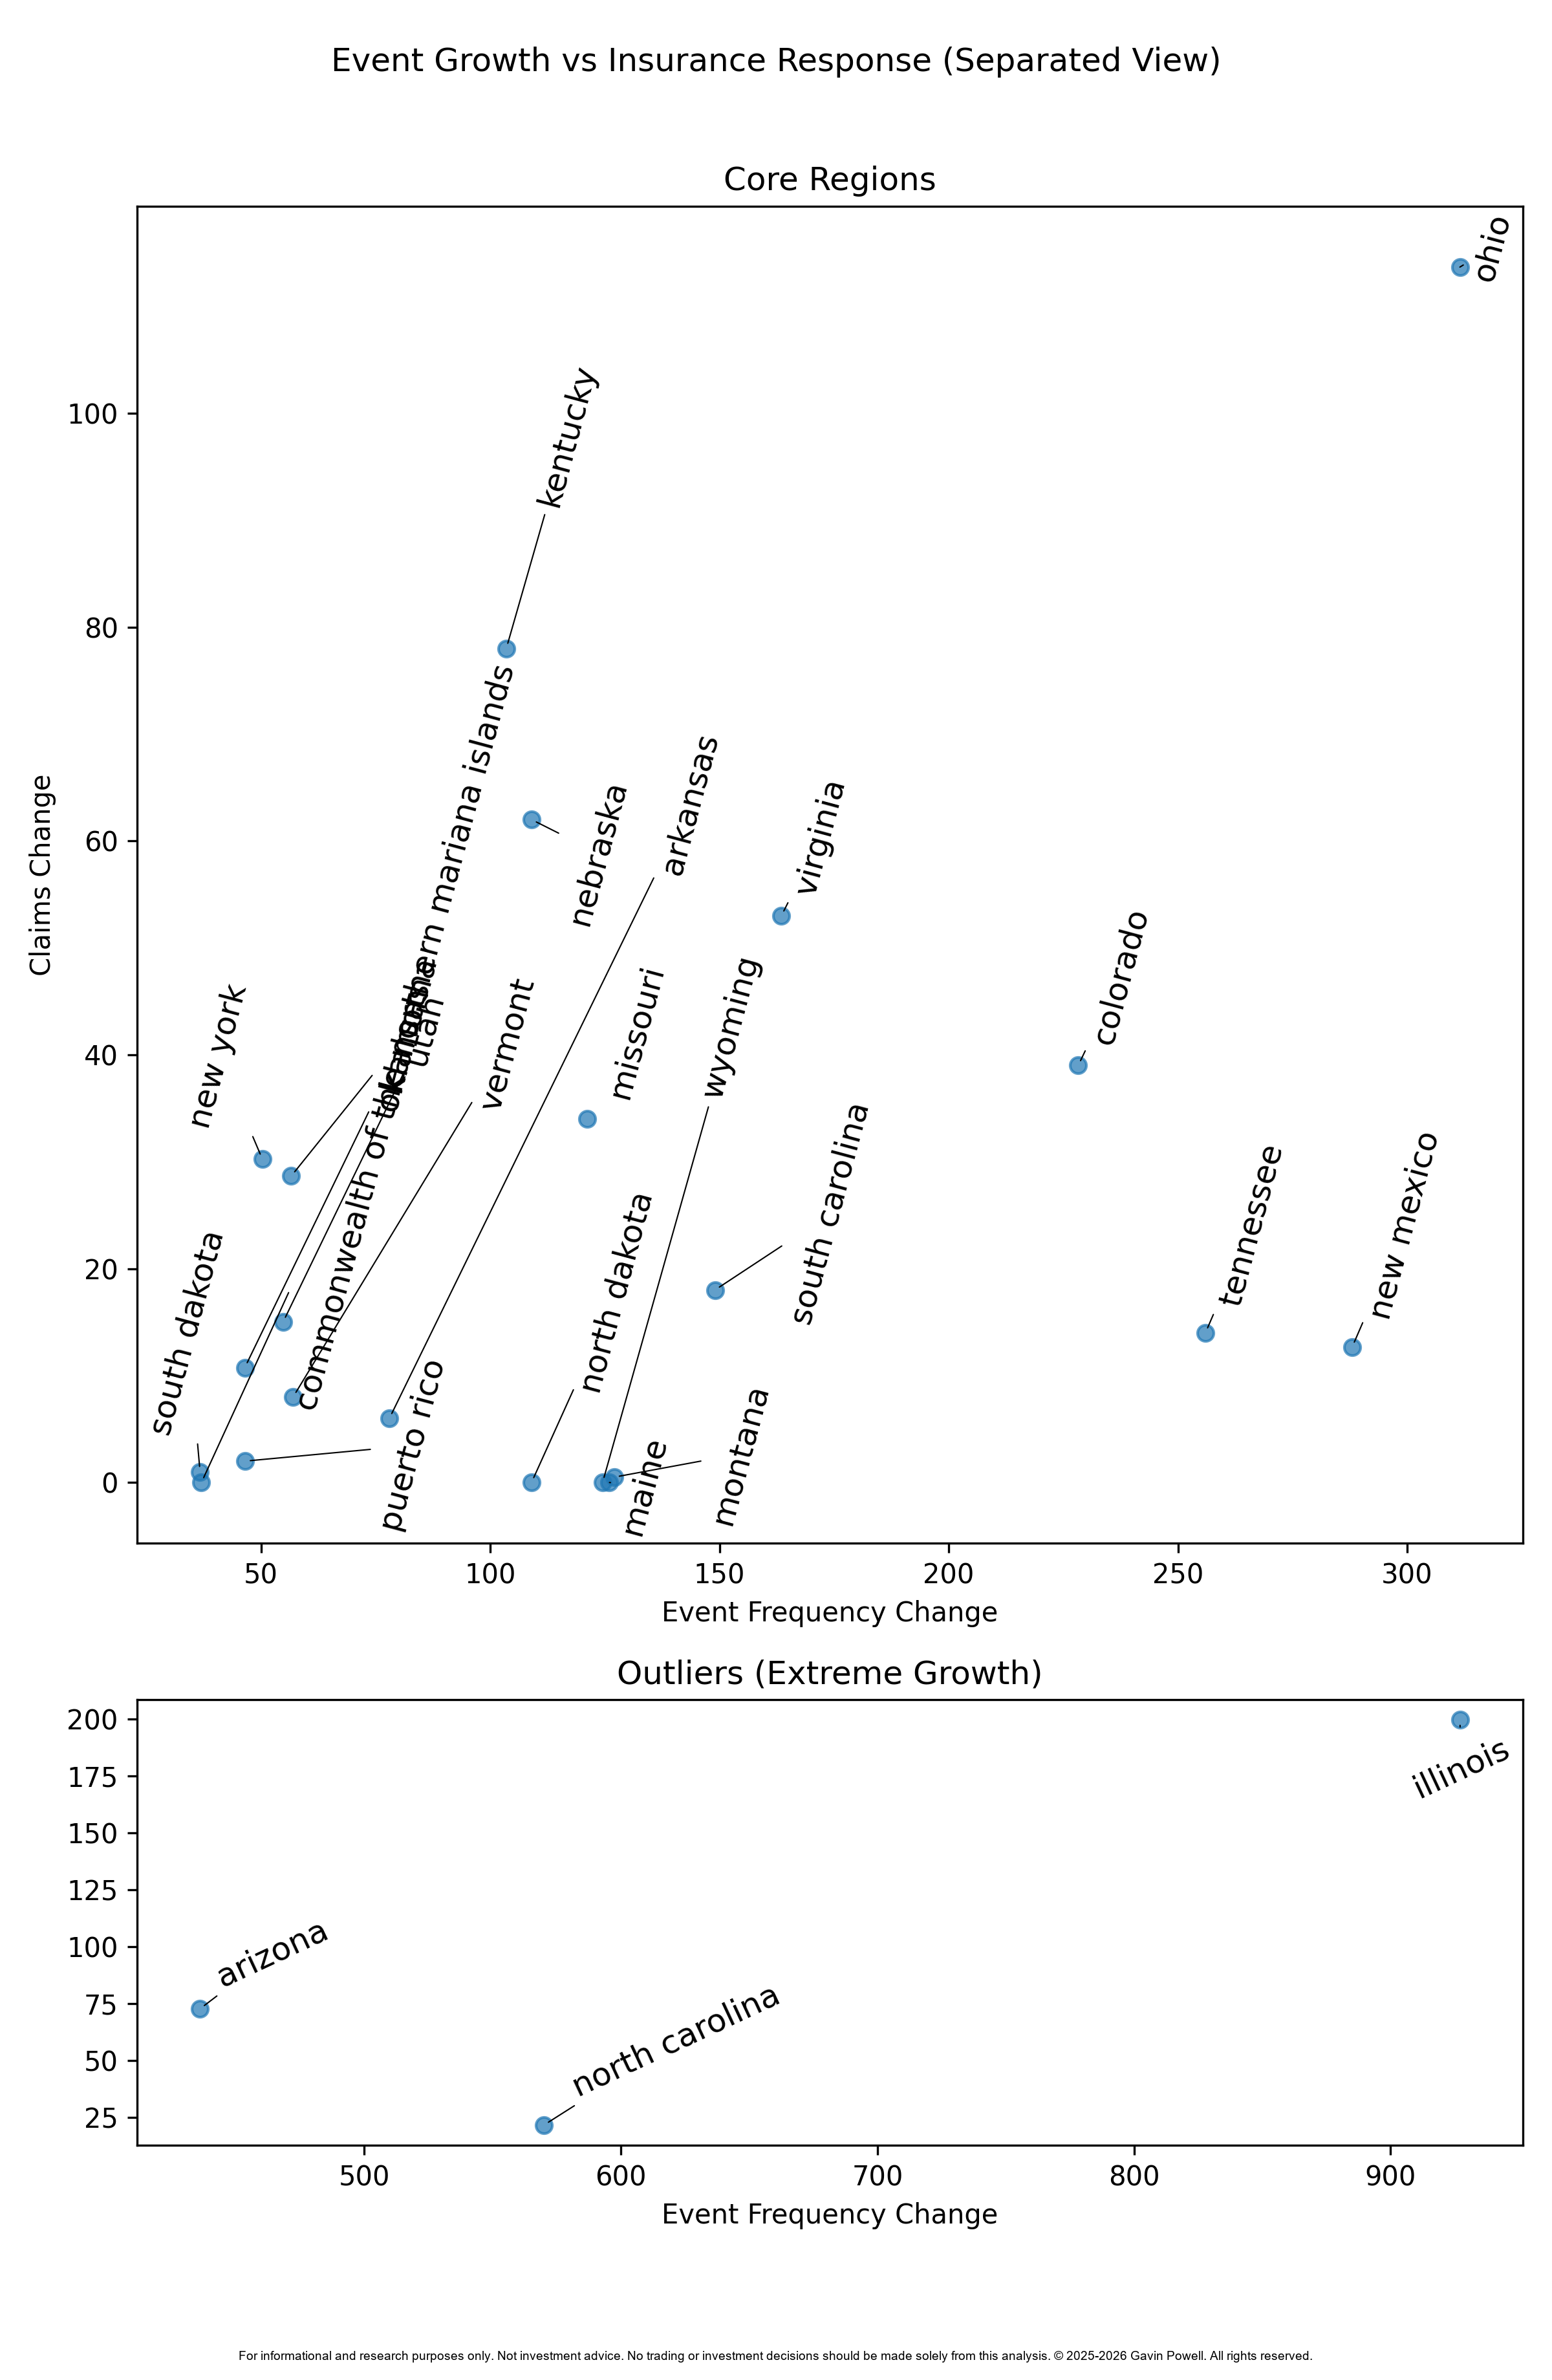 Event Growth vs Insurance Response (Separated View)
Core Regions
ohio
kentucky
commonwealth of the northern mariana islands
nebraska
arkansas
virginia
new york
utah
vermont
missouri
wyoming
colorado
south dakota
north dakota
south carolina
tennessee
new mexico
puerto rico
maine
montana
Claims Change
100
80
60
40
20
0
50
100
150
200
250
300
Event Frequency Change
Outliers (Extreme Growth)
200
175
150
125
100
75
50
25
illinois
arizona
north carolina
500
600
700
800
900
Event Frequency Change
For informational and research purposes only. Not investment advice. No trading or investment decisions should be made solely from this analysis. © 2025-2026 Gavin Powell. All rights reserved.